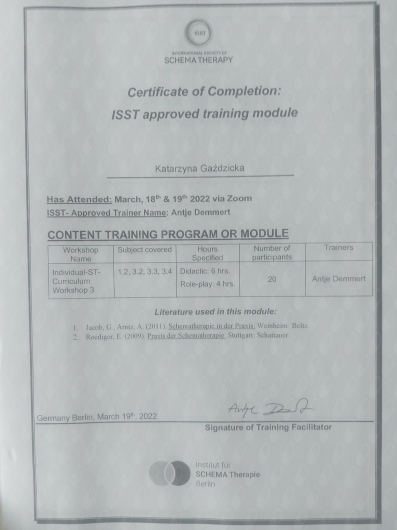 ISST
INTERNATIONAL SOCIETY OF
SCHEMA THERAPY
Certificate of Completion:
ISST approved training module
Katarzyna Gaździcka
Has Attended: March, 18th & 19th 2022 via Zoom
ISST- Approved Trainer Name: Antje Demmert
CONTENT TRAINING PROGRAM OR MODULE
Workshop Name Subject covered Hours Specified Number of participants Trainers
Individual-ST-Curriculum Workshop 3 1.2, 3.2, 3.3, 3.4 Didactic: 6 hrs. Role-play: 4 hrs. 20 Antje Demmert
Literature used in this module:
1. Jacob, G., Arntz, A. (2011). Schematherapie in der Praxis. Weinheim: Beltz.
2. Roediger, E. (2009). Praxis der Schematherapie. Stuttgart: Schattauer.
Germany Berlin, March 19th, 2022
Signature of Training Facilitator
Institut für
SCHEMA Therapie
Berlin